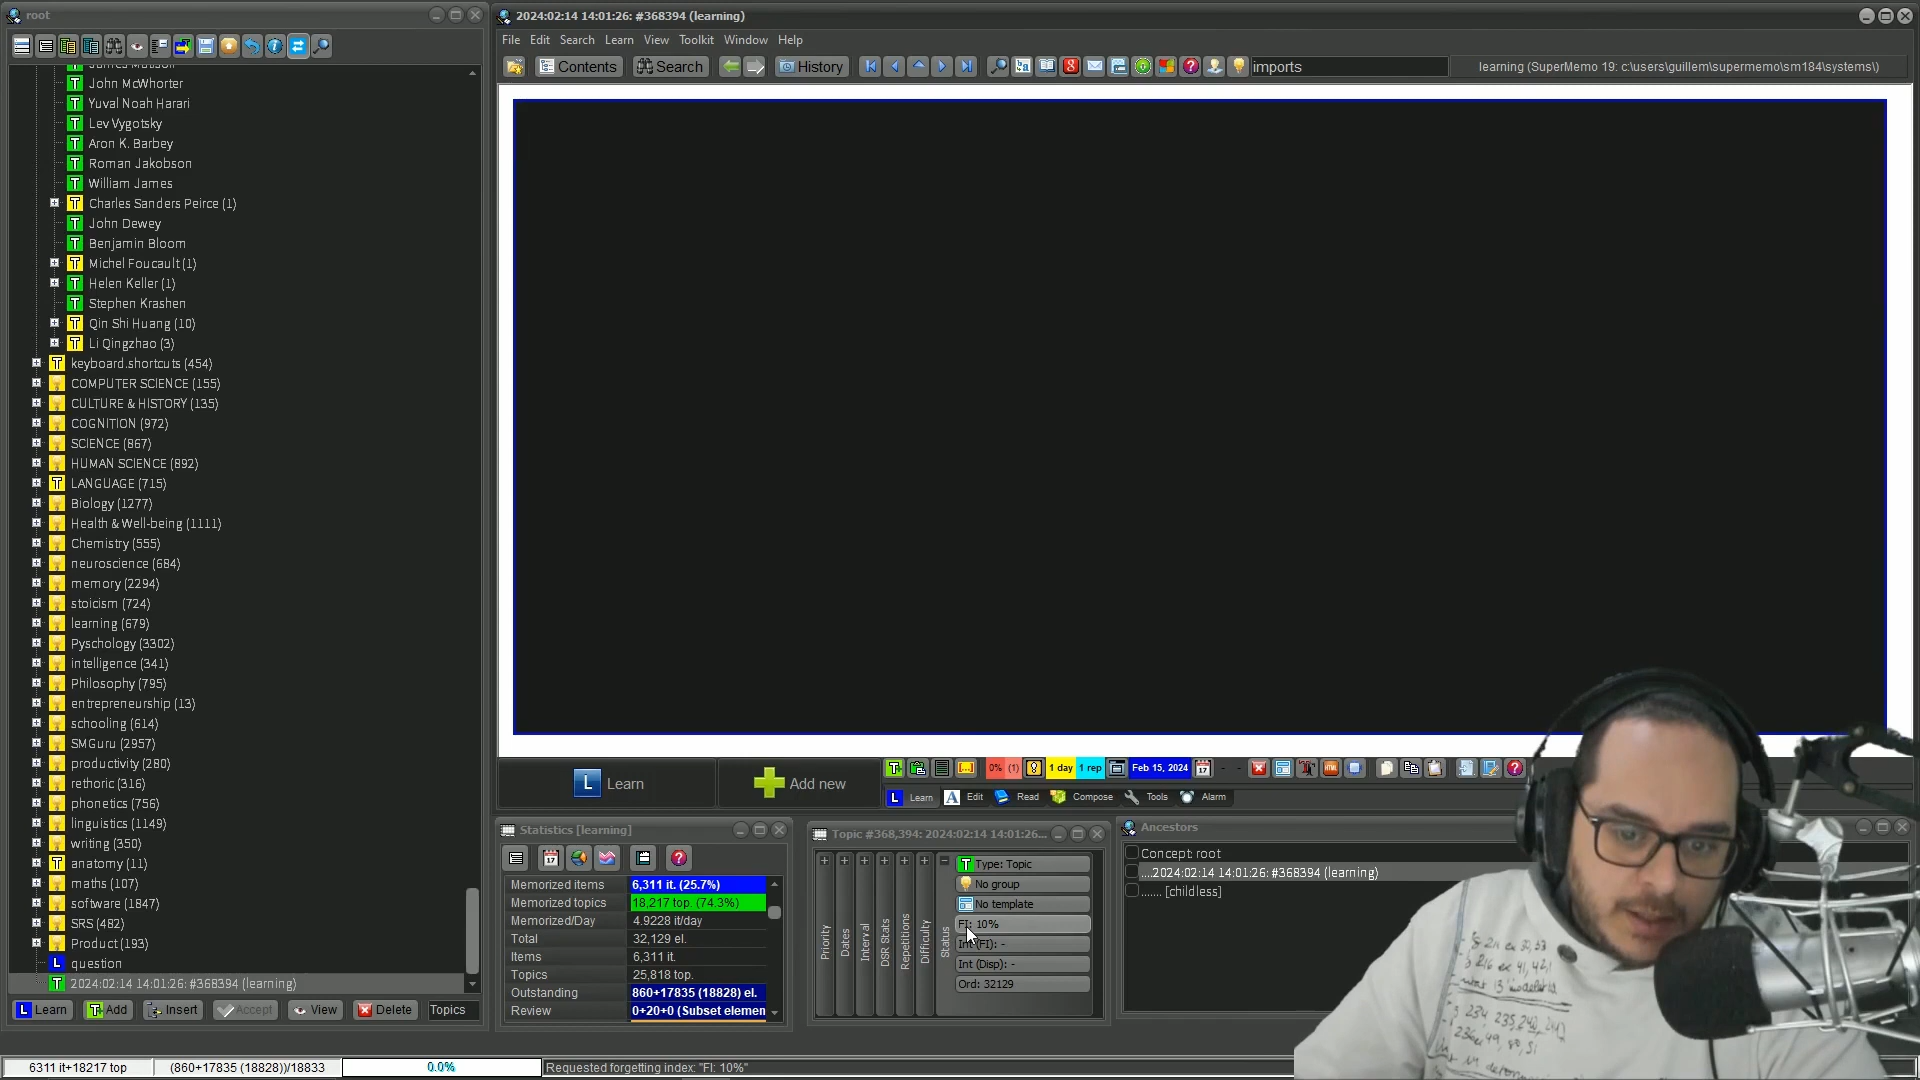 root
John McWhorter
Yuval Noah Harari
Lev Vygotsky
Aron K. Barbey
Roman Jakobson
William James
Charles Sanders Peirce (1)
John Dewey
Benjamin Bloom
Michel Foucault (1)
Helen Keller (1)
Stephen Krashen
Qin Shi Huang (10)
Li Qingzhao (3)
keyboard.shortcuts (454)
COMPUTER SCIENCE (155)
CULTURE & HISTORY (135)
COGNITION (972)
SCIENCE (867)
HUMAN SCIENCE (892)
LANGUAGE (715)
Biology (1277)
Health & Well-being (1111)
Chemistry (555)
neuroscience (684)
memory (2294)
stoicism (724)
learning (679)
Pyschology (3302)
intelligence (341)
Philosophy (795)
entrepreneurship (13)
schooling (614)
SMGuru (2957)
productivity (280)
rethoric (316)
phonetics (756)
linguistics (1149)
writing (350)
anatomy (11)
maths (107)
software (1847)
SRS (482)
Product (193)
question
2024:02:14 14:01:26: #368394 (learning)
Learn Add Insert Accept View Delete Topics
6311 it+18217 top (860+17835 (18828))/18833 0.0% Requested forgetting index: "FI: 10%"
2024:02:14 14:01:26: #368394 (learning)
File Edit Search Learn View Toolkit Window Help
Contents Search History imports learning (SuperMemo 19: c:\users\guillem\supermemo\sm184\systems\)
Learn Add new
0% (1) 1 day 1 rep Feb 15, 2024 - -
Learn Edit Read Compose Tools Alarm
Statistics [learning]
Memorized items 6,311 it. (25.7%)
Memorized topics 18,217 top. (74.3%)
Memorized/Day 4.9228 it/day
Total 32,129 el.
Items 6,311 it.
Topics 25,818 top.
Outstanding 860+17835 (18828) el.
Review 0+20+0 (Subset elemen
Topic #368,394: 2024:02:14 14:01:26...
Priority
Dates
Interval
DSR Stats
Repetitions
Difficulty
Status
Type: Topic
No group
No template
FI: 10%
Int (FI): -
Int (Disp): -
Ord: 32129
Ancestors
Concept: root
....2024:02:14 14:01:26: #368394 (learning)
....... [childless]